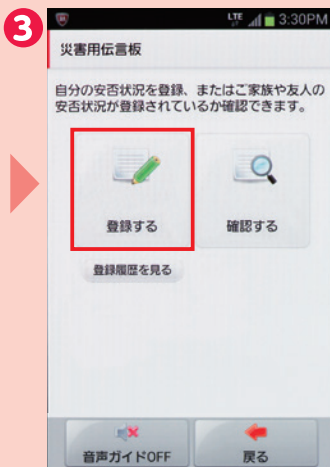 3
LTE 3:30PM
災害用伝言板
自分の安否状況を登録、またはご家族や友人の
安否状況が登録されているか確認できます。
登録する
確認する
登録履歴を見る
音声ガイドOFF
戻る